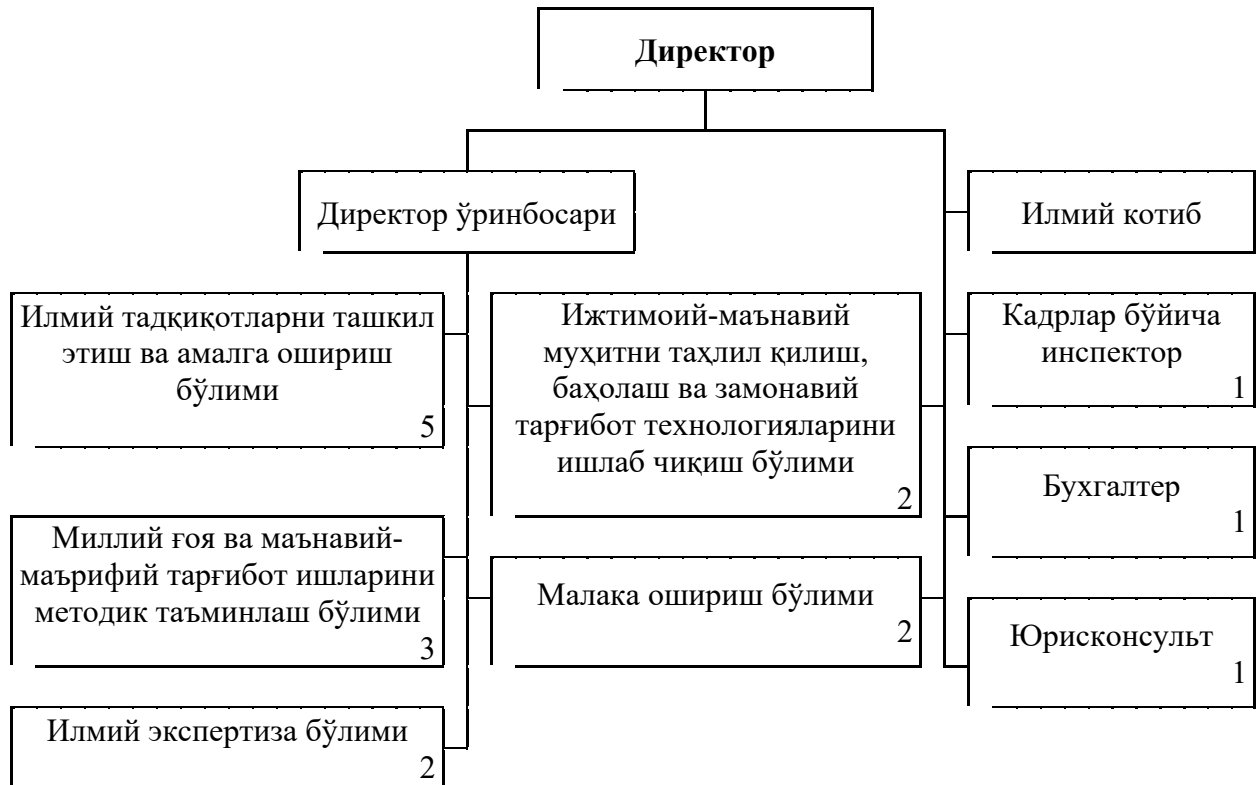 Директор
Директор ўринбосари
Илмий котиб
Илмий тадқиқотларни ташкил
этиш ва амалга ошириш
бўлими
5
Ижтимоий-маънавий
муҳитни таҳлил қилиш,
баҳолаш ва замонавий
тарғибот технологияларини
ишлаб чиқиш бўлими
2
Кадрлар бўйича
инспектор
1
Бухгалтер
1
Миллий ғоя ва маънавий-
маърифий тарғибот ишларини
методик таъминлаш бўлими
3
Малака ошириш бўлими
2
Юрисконсульт
1
Илмий экспертиза бўлими
2